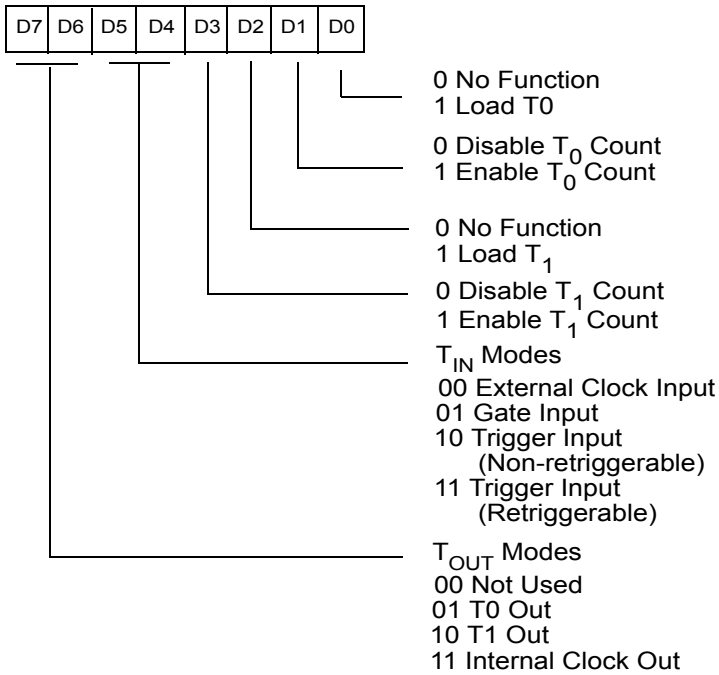 D7 D6 D5 D4 D3 D2 D1 D0
0 No Function
1 Load T0
0 Disable T0 Count
1 Enable T0 Count
0 No Function
1 Load T1
0 Disable T1 Count
1 Enable T1 Count
TIN Modes
00 External Clock Input
01 Gate Input
10 Trigger Input
(Non-retriggerable)
11 Trigger Input
(Retriggerable)
TOUT Modes
00 Not Used
01 T0 Out
10 T1 Out
11 Internal Clock Out